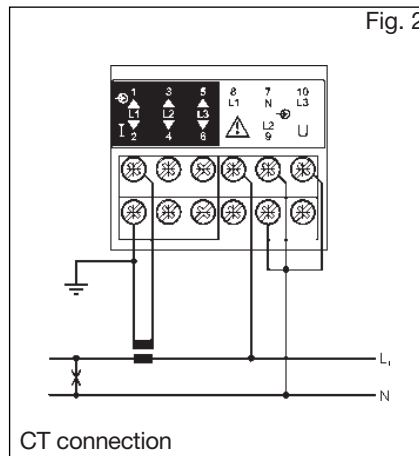 Fig. 2
1 3 5 8 7 10
L1 N L3
L1 L2 L3
I 2 4 6 L2 9 U
L1
N
CT connection